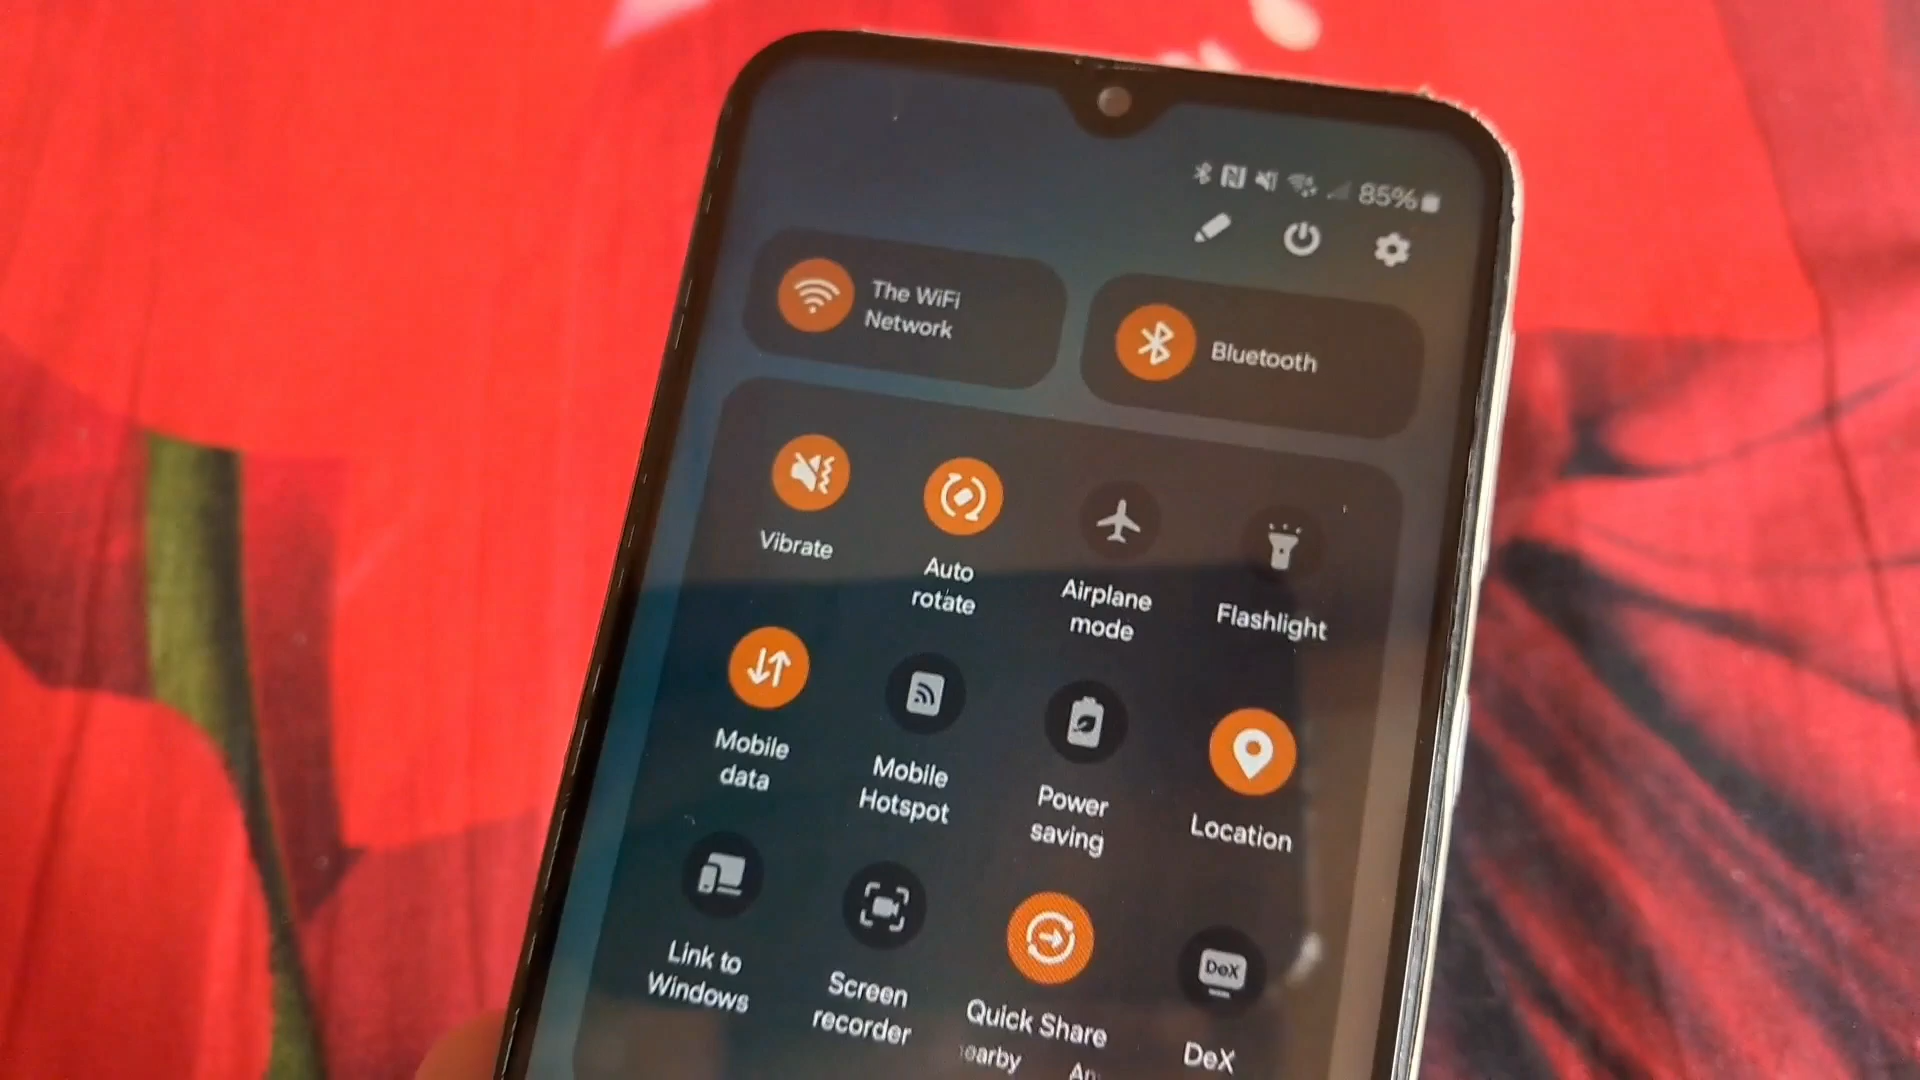 85%
The WiFi
Network
Bluetooth
Vibrate
Auto
rotate
Airplane
mode
Flashlight
Mobile
data
Mobile
Hotspot
Power
saving
Location
Link to
Windows
Screen
recorder
Quick Share
DeX
DeX